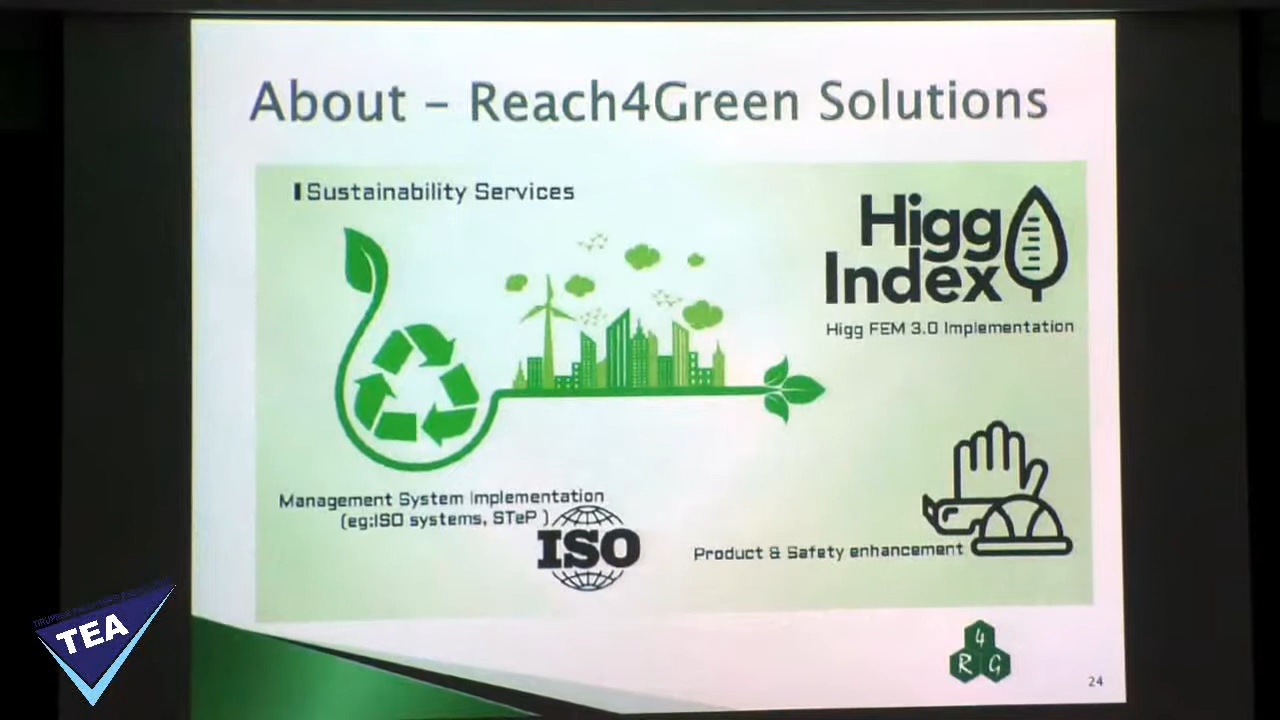 About – Reach4Green Solutions
Sustainability Services
Higg
Index
Higg FEM 3.0 Implementation
Management System Implementation
(eg:ISO systems, STeP )
ISO
Product & Safety enhancement
4
R G
24
TEA